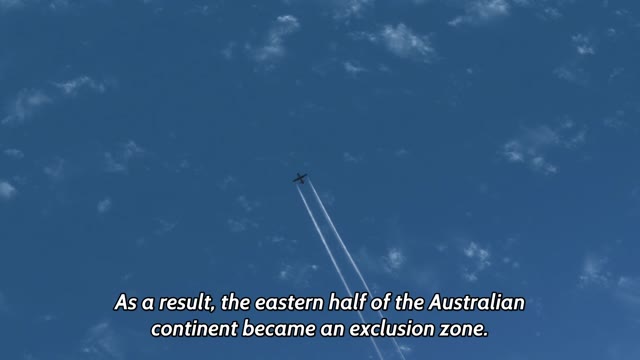 As a result, the eastern half of the Australian
continent became an exclusion zone.